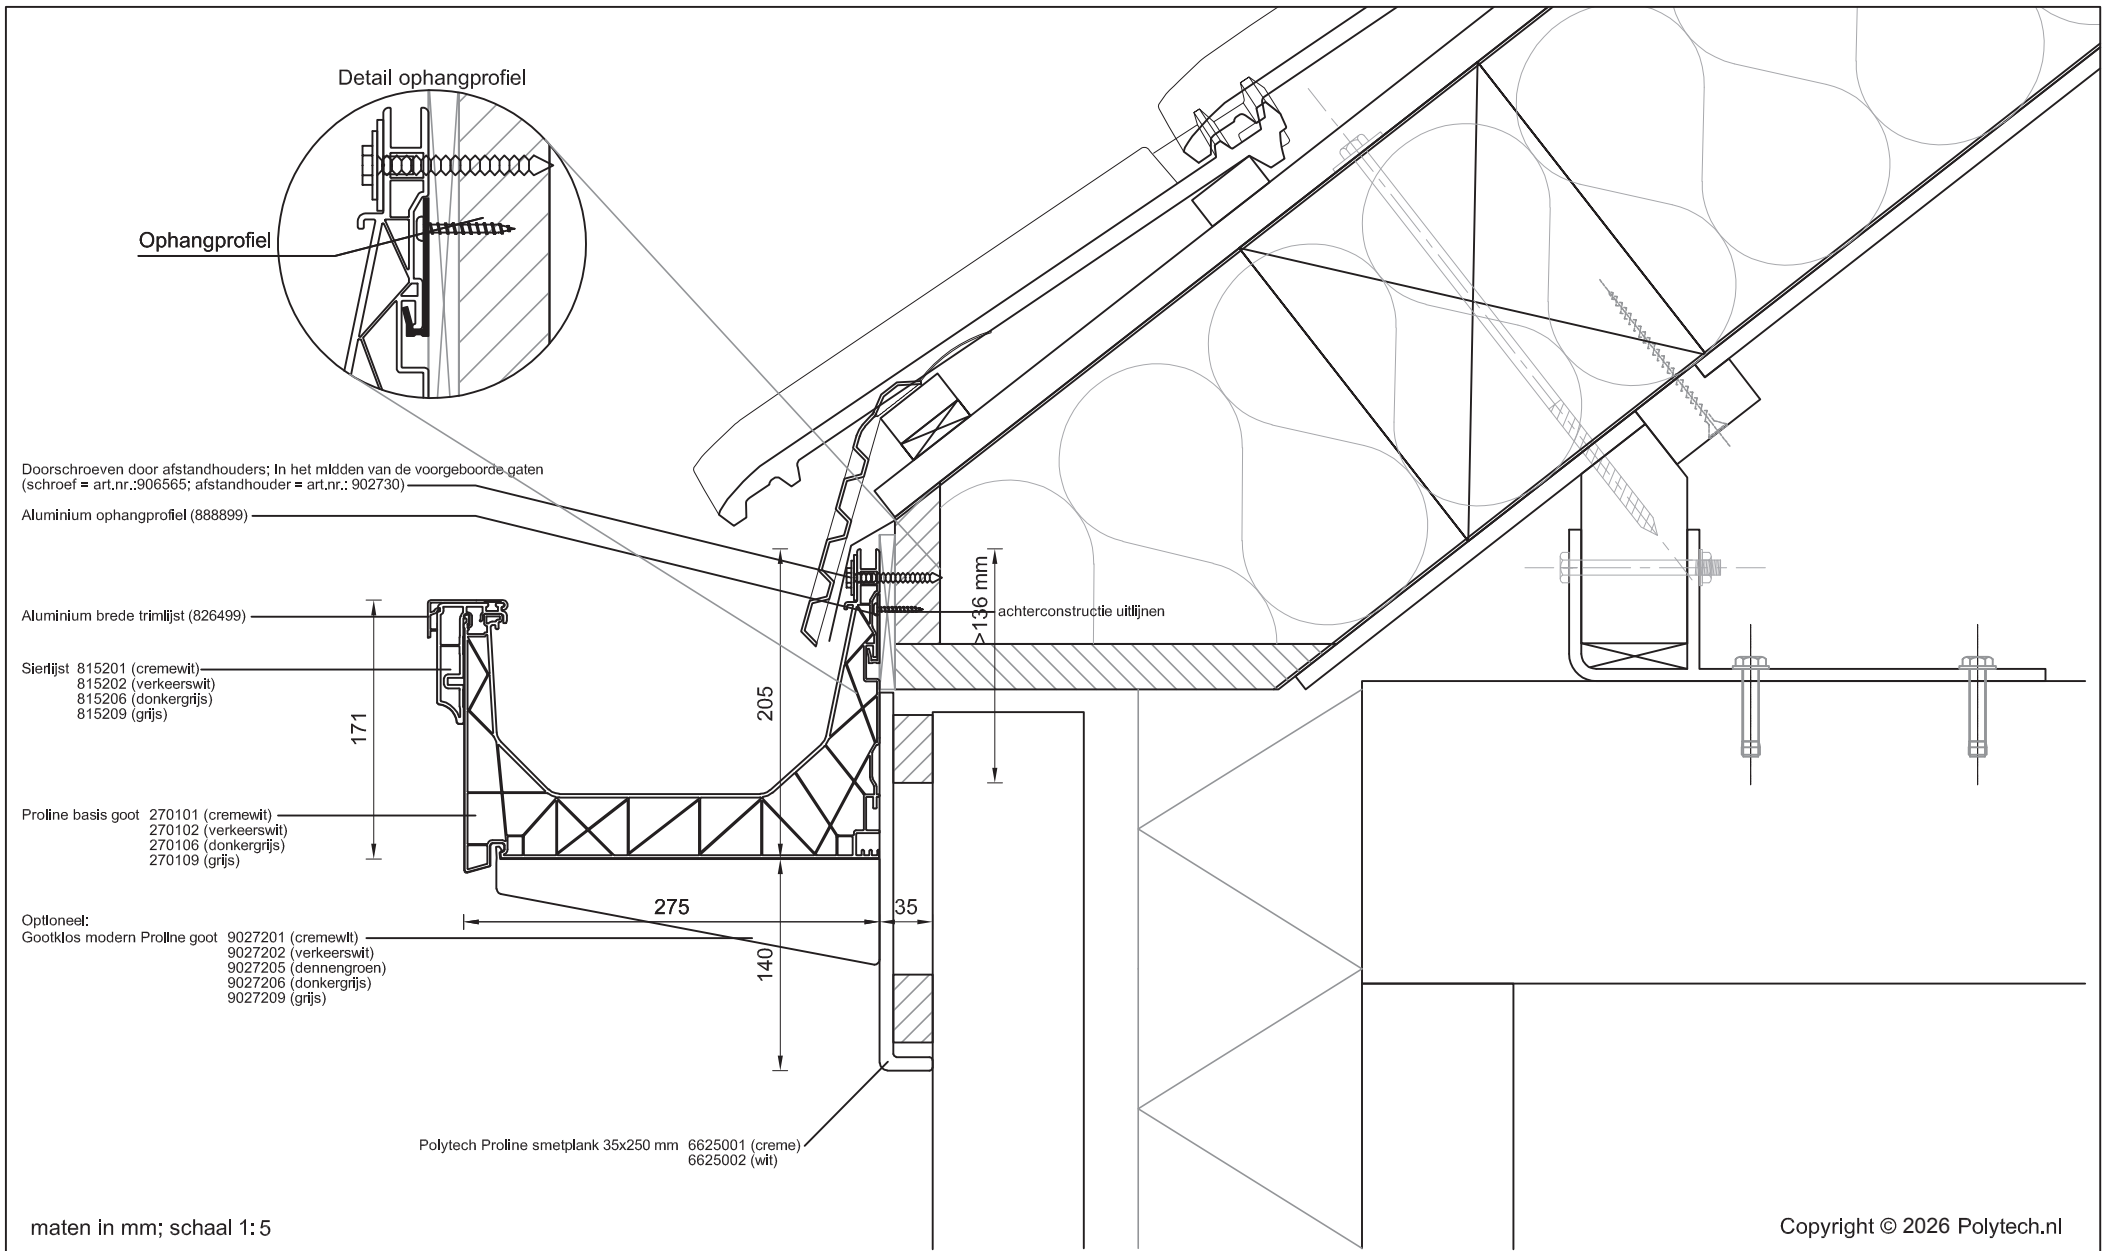 Detail ophangprofiel
Ophangprofiel
Doorschroeven door afstandhouders; In het midden van de voorgeboorde gaten
(schroef = art.nr.:906565; afstandhouder = art.nr.: 902730)
Aluminium ophangprofiel (888899)
Aluminium brede trimlijst (826499)
Sierlijst 815201 (cremewit)
815202 (verkeerswit)
815206 (donkergrijs)
815209 (grijs)
171
205
>136 mm
achterconstructie uitlijnen
Proline basis goot 270101 (cremewit)
270102 (verkeerswit)
270106 (donkergrijs)
270109 (grijs)
275
35
140
Optioneel:
Gootklos modern Proline goot 9027201 (cremewit)
9027202 (verkeerswit)
9027205 (dennengroen)
9027206 (donkergrijs)
9027209 (grijs)
Polytech Proline smetplank 35x250 mm 6625001 (creme)
6625002 (wit)
maten in mm; schaal 1:5
Copyright © 2026 Polytech.nl